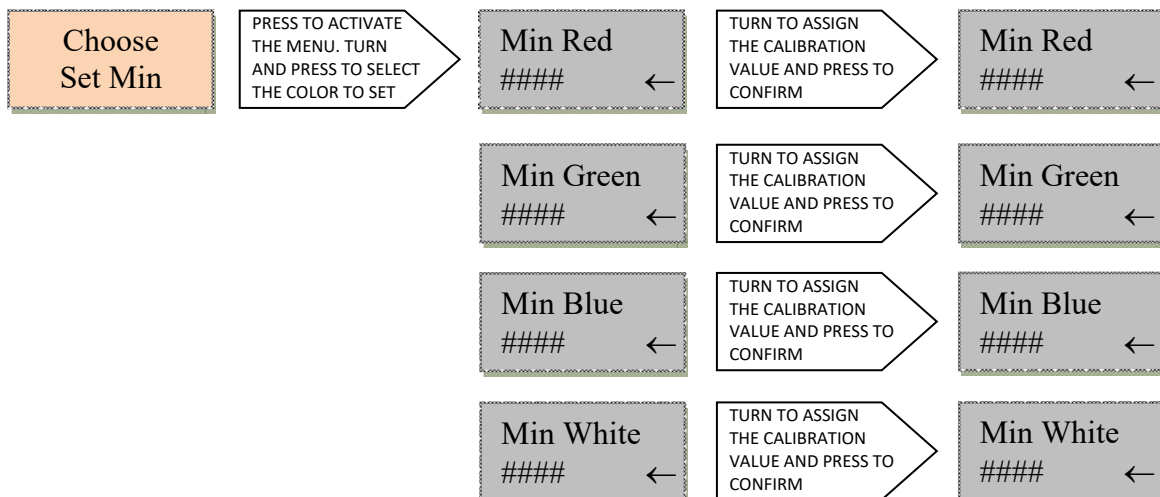 Choose
Set Min
PRESS TO ACTIVATE
THE MENU. TURN
AND PRESS TO SELECT
THE COLOR TO SET
Min Red
#### ←
TURN TO ASSIGN
THE CALIBRATION
VALUE AND PRESS TO
CONFIRM
Min Red
#### ←
Min Green
#### ←
TURN TO ASSIGN
THE CALIBRATION
VALUE AND PRESS TO
CONFIRM
Min Green
#### ←
Min Blue
#### ←
TURN TO ASSIGN
THE CALIBRATION
VALUE AND PRESS TO
CONFIRM
Min Blue
#### ←
Min White
#### ←
TURN TO ASSIGN
THE CALIBRATION
VALUE AND PRESS TO
CONFIRM
Min White
#### ←